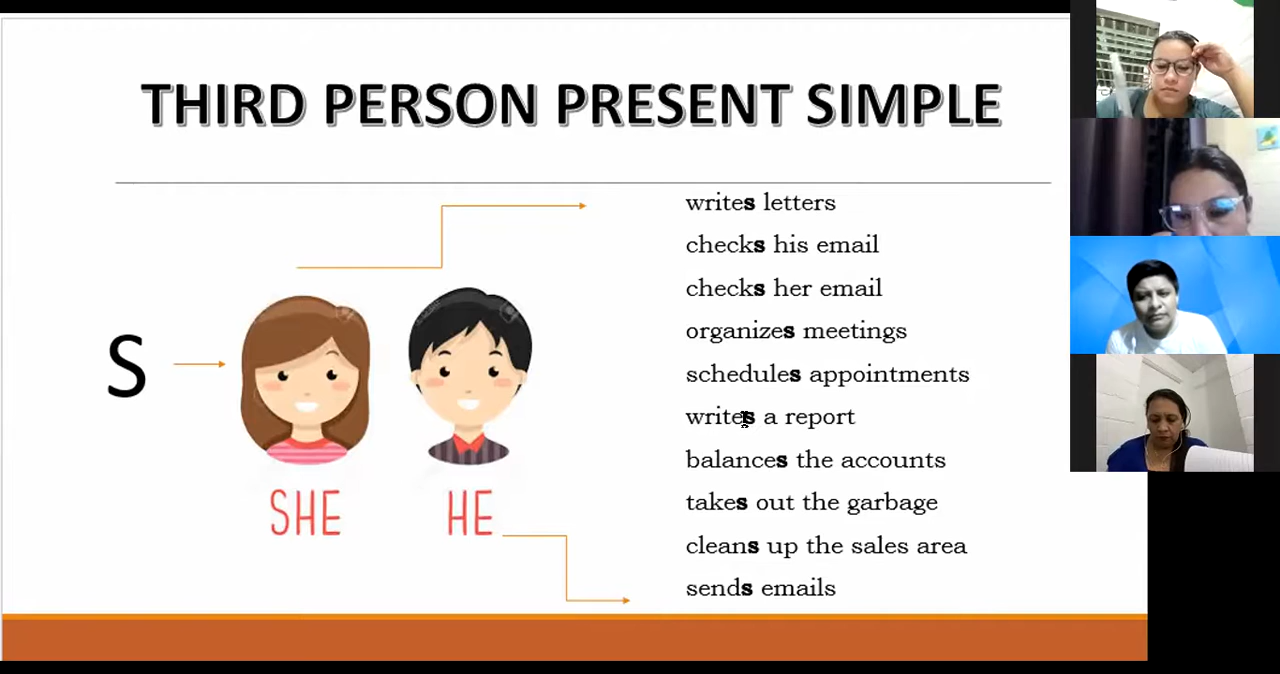 THIRD PERSON PRESENT SIMPLE
S
SHE
HE
writes letters
checks his email
checks her email
organizes meetings
schedules appointments
writes a report
balances the accounts
takes out the garbage
cleans up the sales area
sends emails